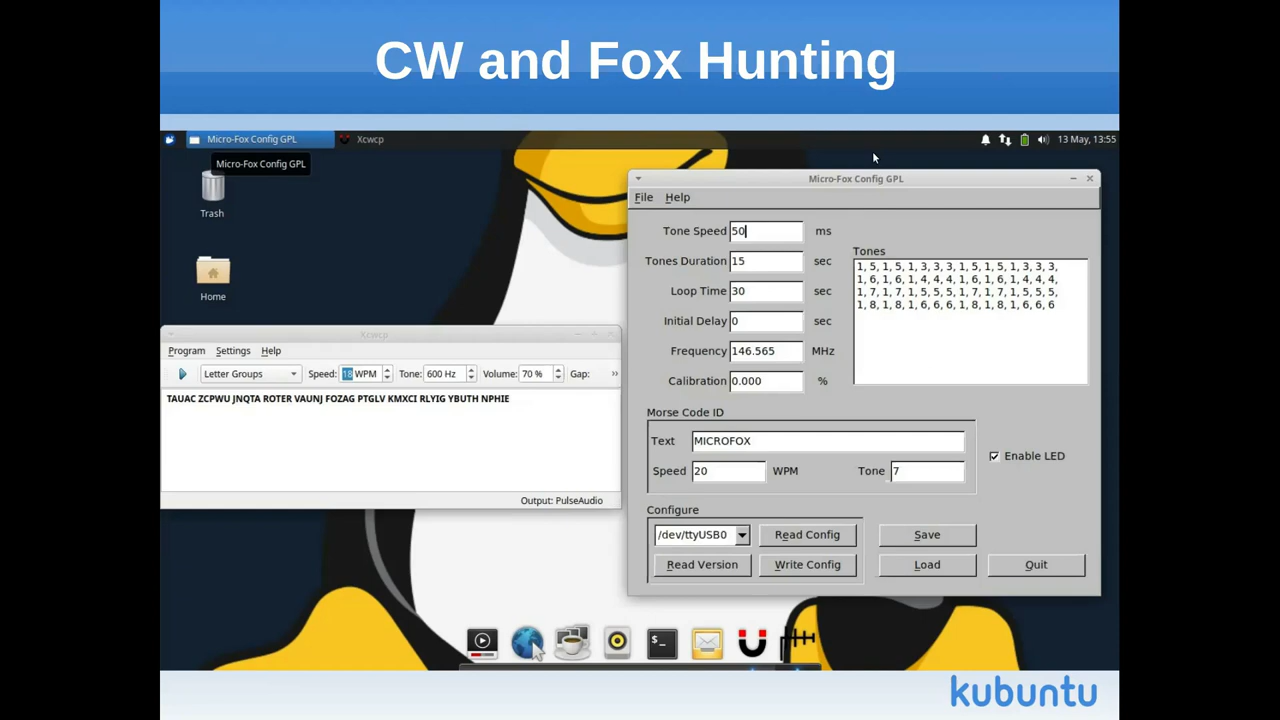 CW and Fox Hunting
Micro-Fox Config GPL
Xcwcp
13 May, 13:55
Micro-Fox Config GPL
Trash
Home
Xcwcp
Program Settings Help
Letter Groups Speed: 18 WPM Tone: 600 Hz Volume: 70 % Gap: »
TAUAC ZCPWU JNQTA ROTER VAUNJ FOZAG PTGLV KMXCI RLYIG YBUTH NPHIE
Output: PulseAudio
Micro-Fox Config GPL
File Help
Tone Speed 50 ms
Tones Duration 15 sec
Loop Time 30 sec
Initial Delay 0 sec
Frequency 146.565 MHz
Calibration 0.000 %
Tones
1, 5, 1, 5, 1, 3, 3, 3, 1, 5, 1, 5, 1, 3, 3, 3,
1, 6, 1, 6, 1, 4, 4, 4, 1, 6, 1, 6, 1, 4, 4, 4,
1, 7, 1, 7, 1, 5, 5, 5, 1, 7, 1, 7, 1, 5, 5, 5,
1, 8, 1, 8, 1, 6, 6, 6, 1, 8, 1, 8, 1, 6, 6, 6
Morse Code ID
Text MICROFOX
Speed 20 WPM Tone 7
Enable LED
Configure
/dev/ttyUSB0 Read Config Save
Read Version Write Config Load Quit
$_
kubuntu